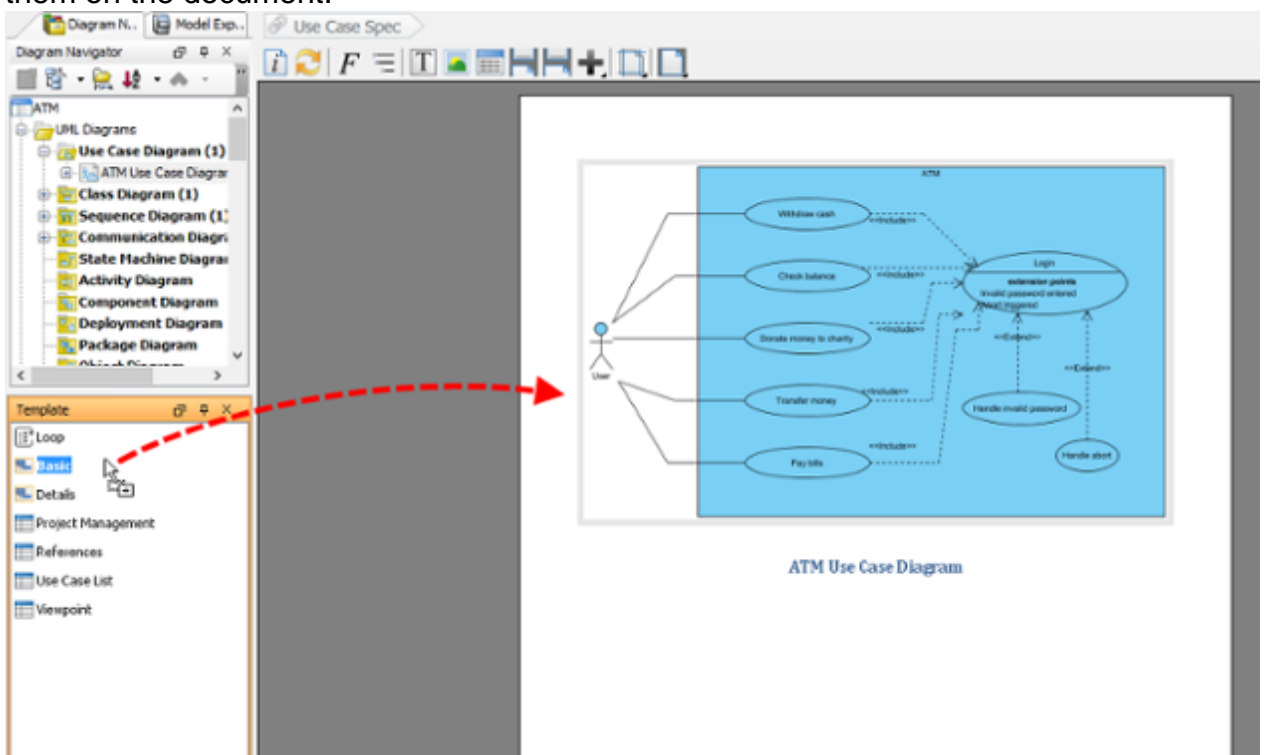 them on the document.
Diagram N..
Model Exp..
Use Case Spec
Diagram Navigator
ATM
UML Diagrams
Use Case Diagram (1)
ATM Use Case Diagrar
Class Diagram (1)
Sequence Diagram (1
Communication Diagr
State Machine Diagra
Activity Diagram
Component Diagram
Deployment Diagram
Package Diagram
Template
Loop
Basic
Details
Project Management
References
Use Case List
Viewpoint
ATM
Withdraw cash
<<Include>>
Login
extension points
Invalid password entered
Abort triggered
Check balance
<<Include>>
Donate money to charity
<<Include>>
<<Extend>>
User
<<Extend>>
Transfer money
<<Include>>
Handle invalid password
<<Include>>
Pay bills
Handle abort
ATM Use Case Diagram